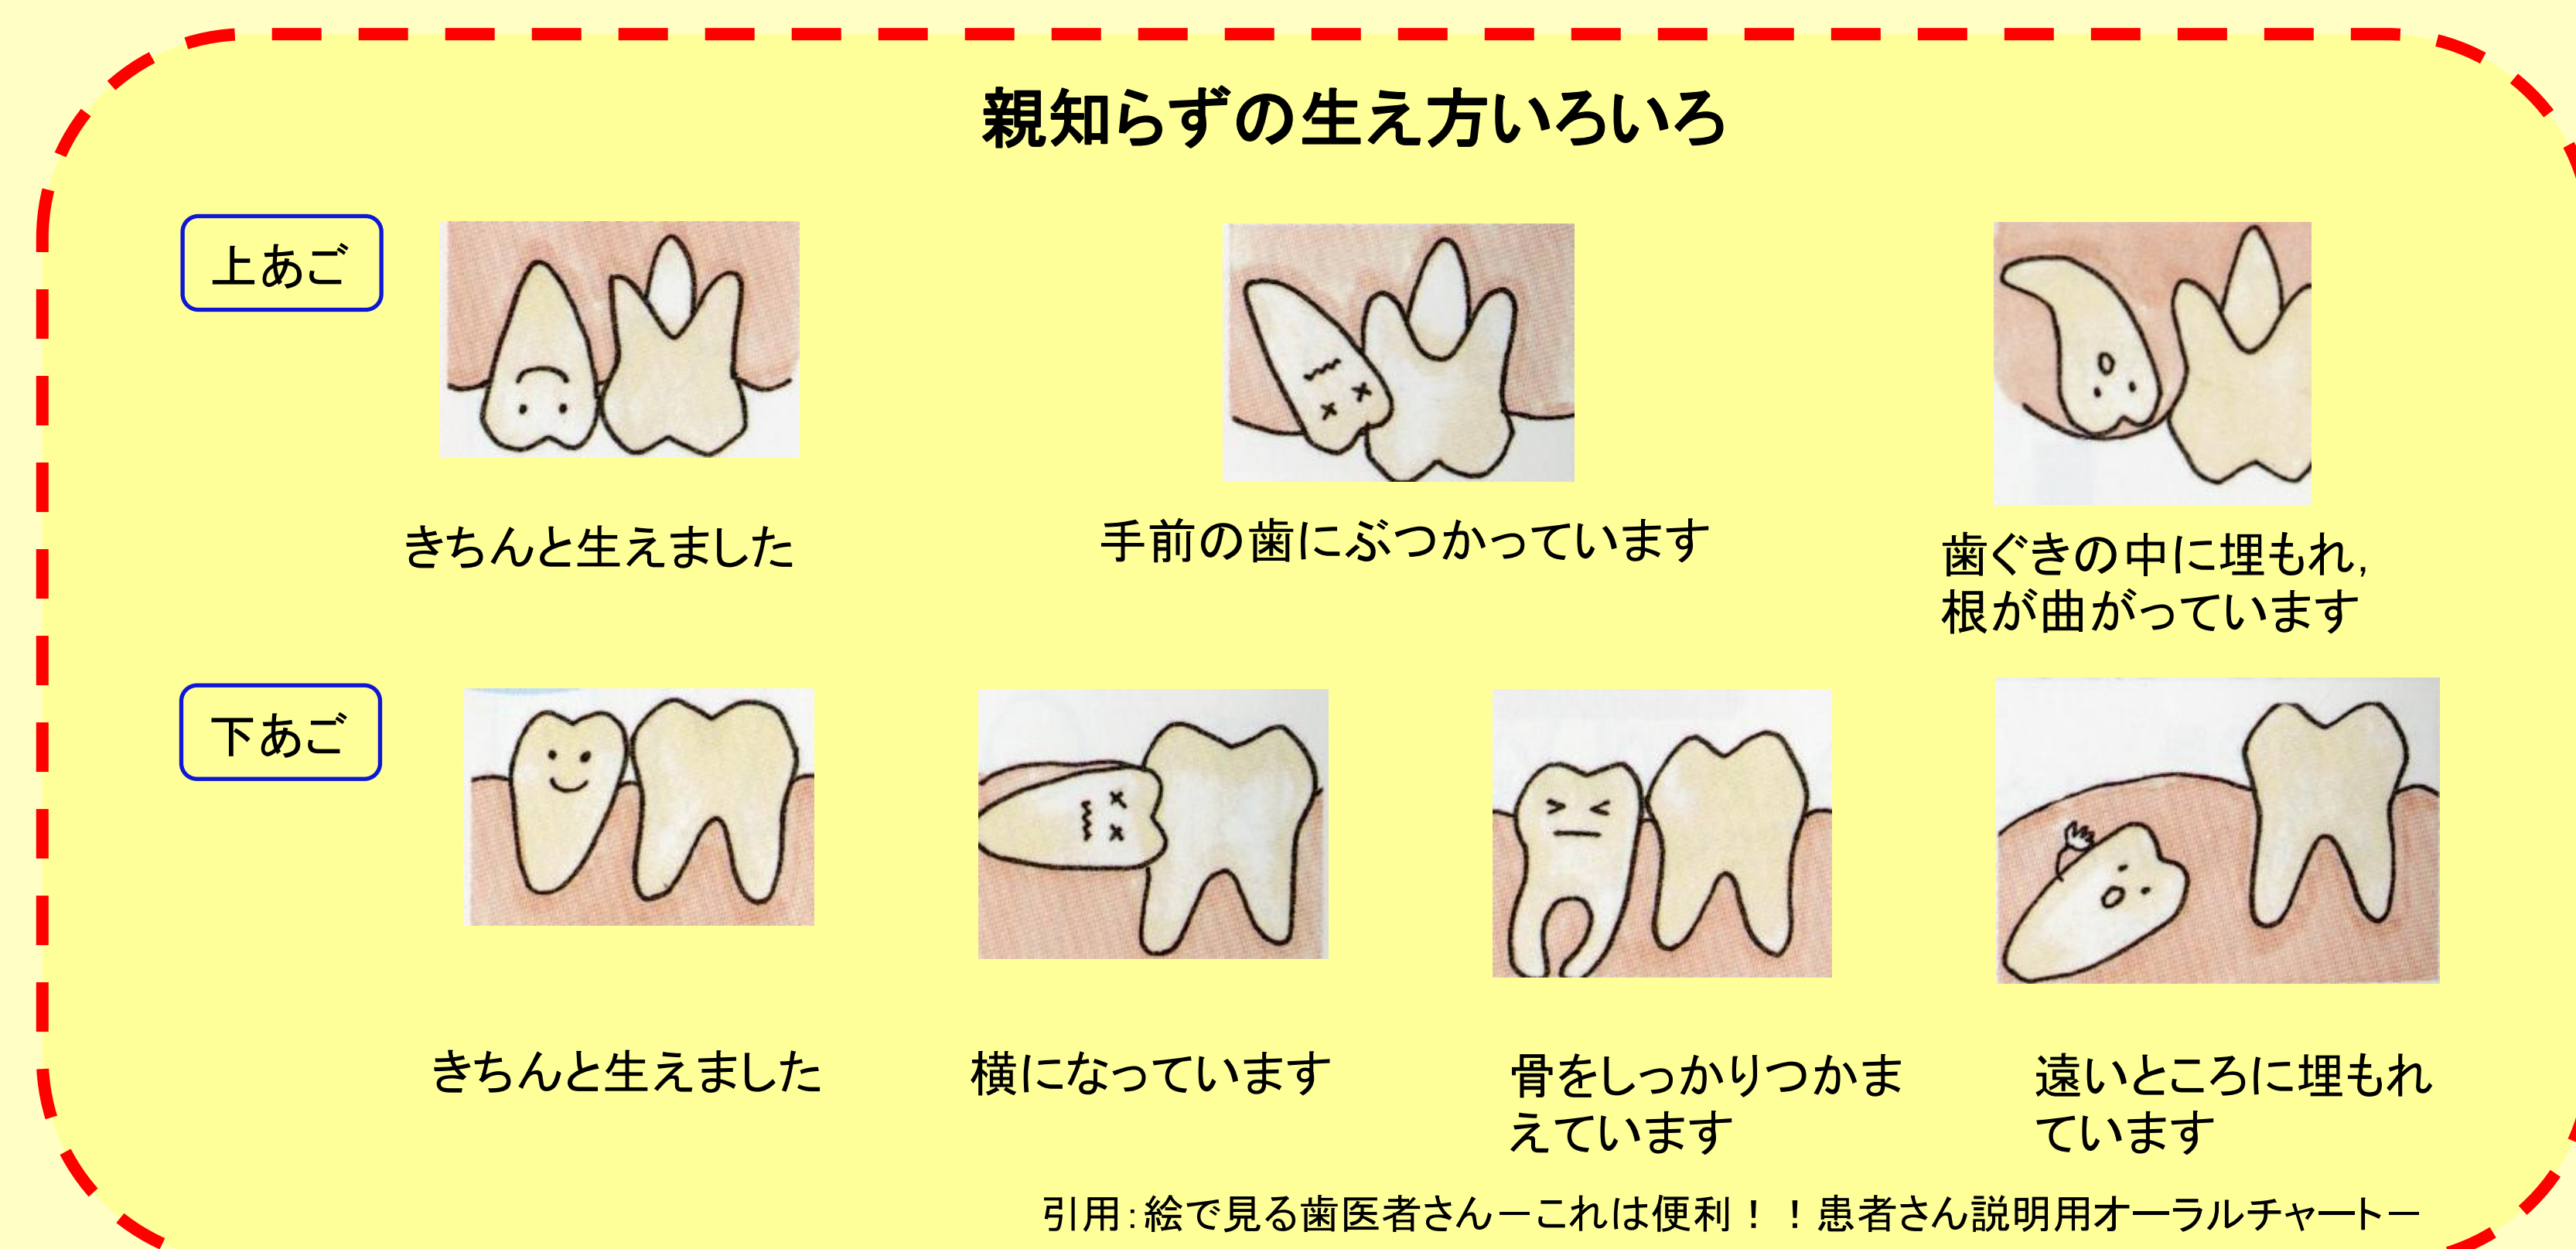 親知らずの生え方いろいろ
上あご
きちんと生えました
手前の歯にぶつかっています
歯ぐきの中に埋もれ,
根が曲がっています
下あご
きちんと生えました
横になっています
骨をしっかりつかま
えています
遠いところに埋もれ
ています
引用:絵で見る歯医者さん－これは便利！！患者さん説明用オーラルチャート－